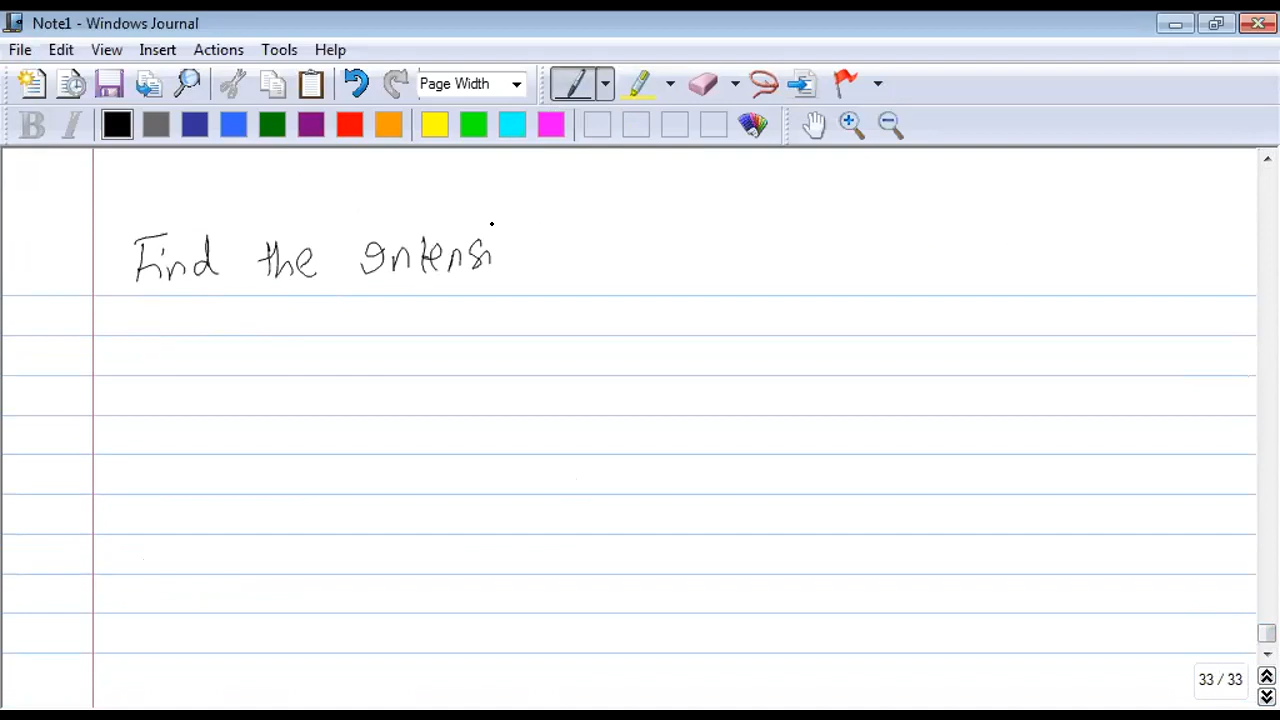 Note1 - Windows Journal
File Edit View Insert Actions Tools Help
Page Width
B I
Find the Intensi
33 / 33